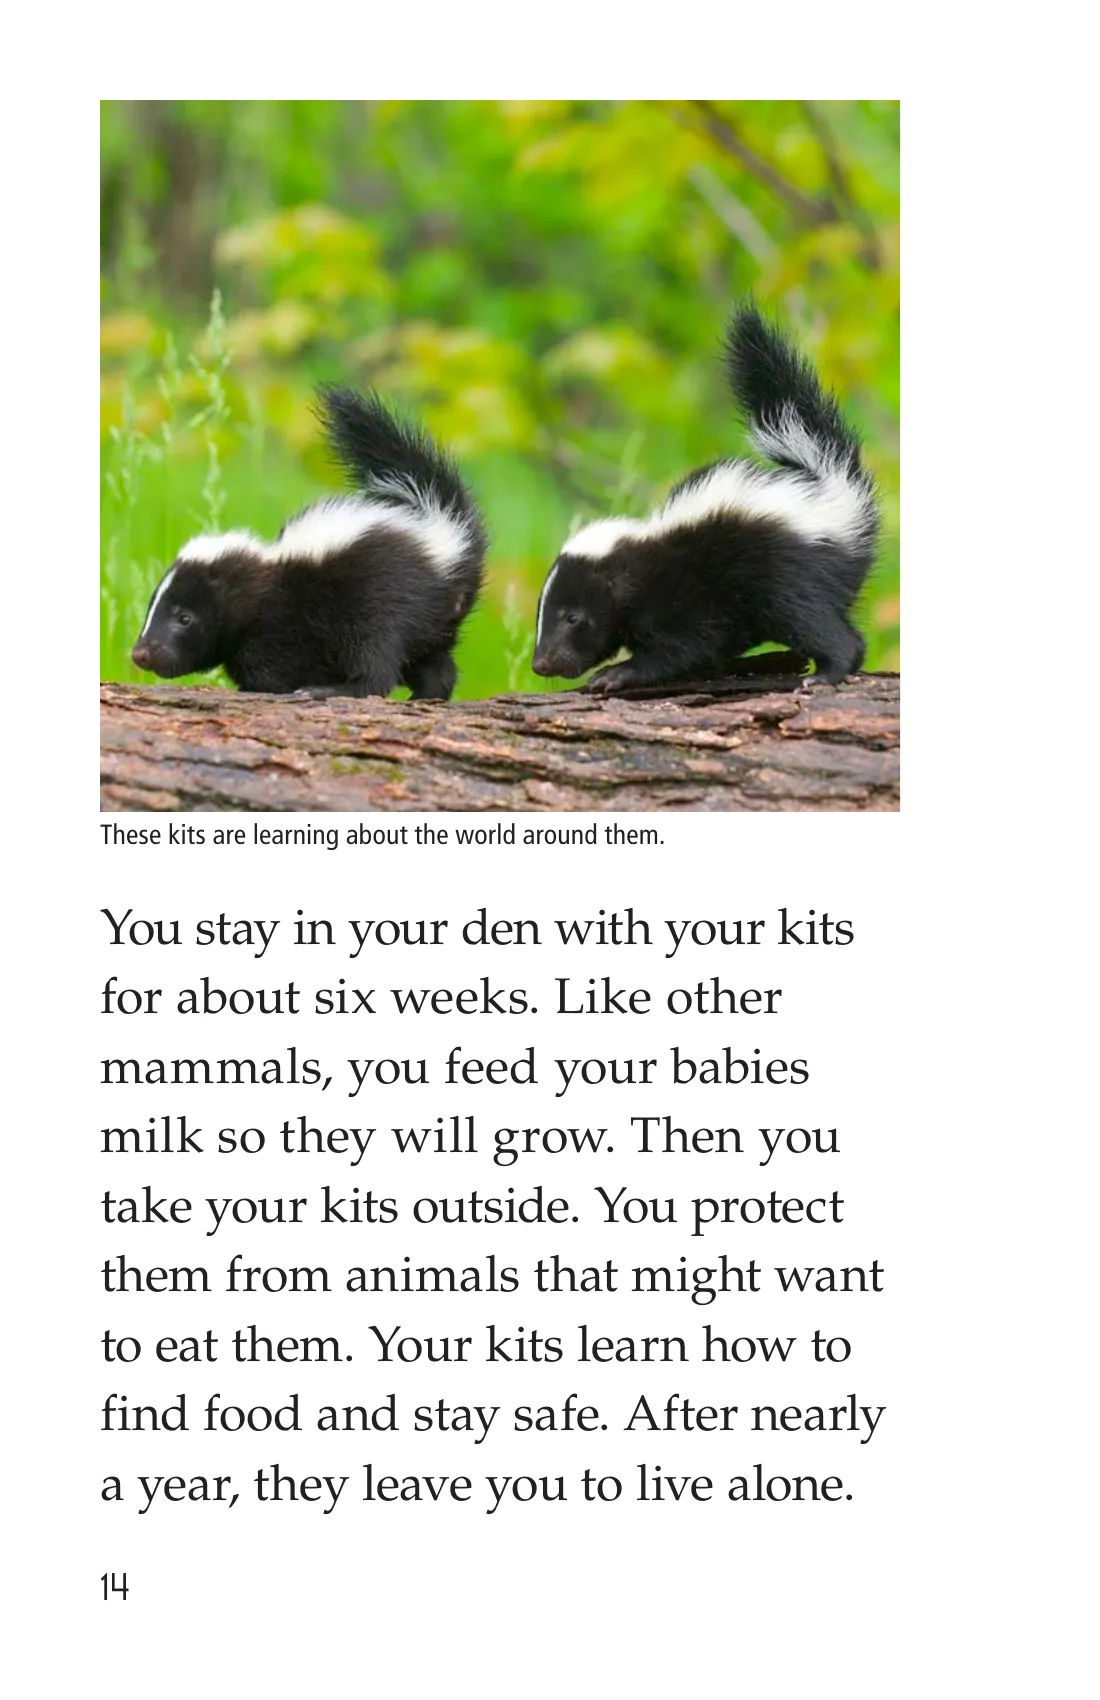 These kits are learning about the world around them.
You stay in your den with your kits
for about six weeks. Like other
mammals, you feed your babies
milk so they will grow. Then you
take your kits outside. You protect
them from animals that might want
to eat them. Your kits learn how to
find food and stay safe. After nearly
a year, they leave you to live alone.
14